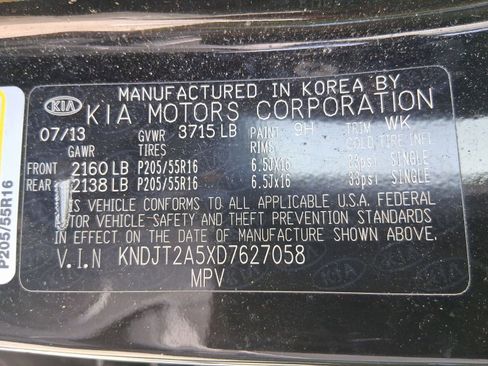 MANUFACTURED IN KOREA BY
KIA KIA MOTORS CORPORATION
07/13 GVWR 3715 LB PAINT 9H TRIM WK
GAWR TIRES RIMS COLD TIRE INFL
FRONT 2160 LB P205/55R16 6.5JX16 33psi SINGLE
REAR 2138 LB P205/55R16 6.5JX16 33psi SINGLE
THIS VEHICLE CONFORMS TO ALL APPLICABLE U.S.A. FEDERAL
MOTOR VEHICLE SAFETY AND THEFT PREVENTION STANDARDS
IN EFFECT ON THE DATE OF MANUFACTURE SHOWN ABOVE.
V.I.N KNDJT2A5XD7627058
MPV
P205/55R16